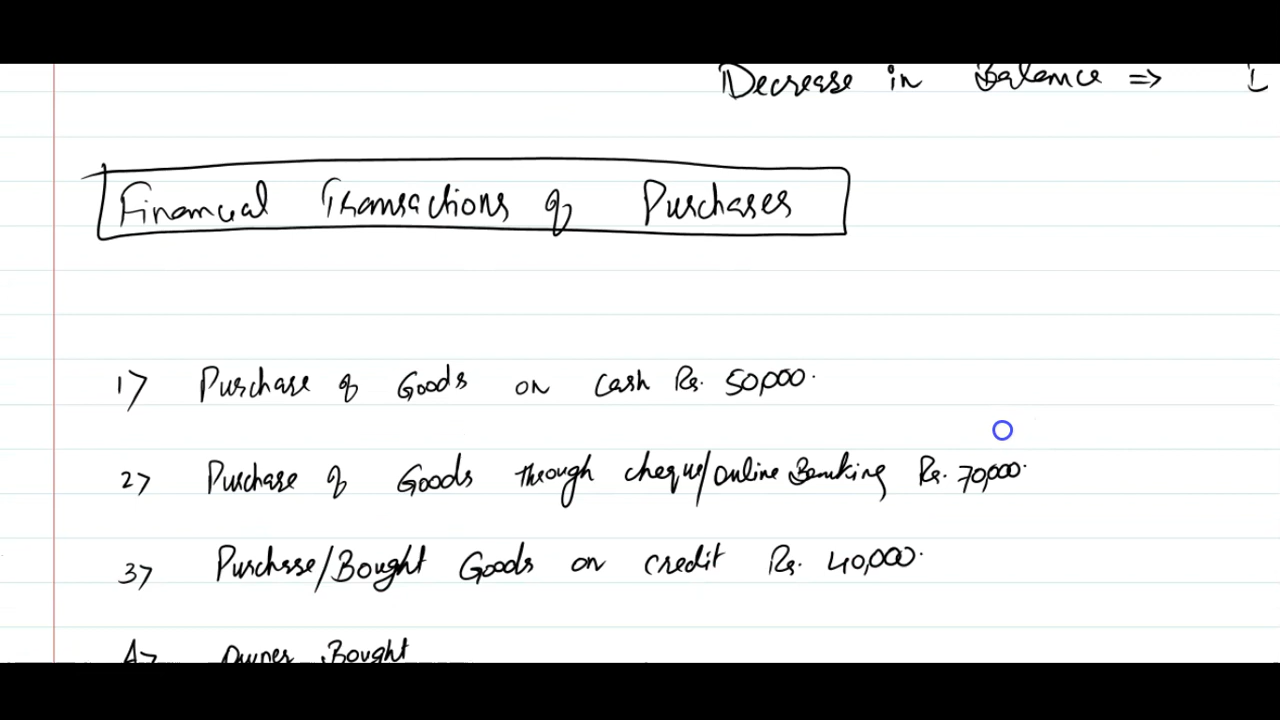 Decrease in Balance =>
Financial Transactions of Purchases
1> Purchase of Goods on cash Rs. 50,000.
2> Purchase of Goods through cheque/online Banking Rs. 70,000.
3> Purchase/Bought Goods on credit Rs. 40,000.
4> Owner Bought